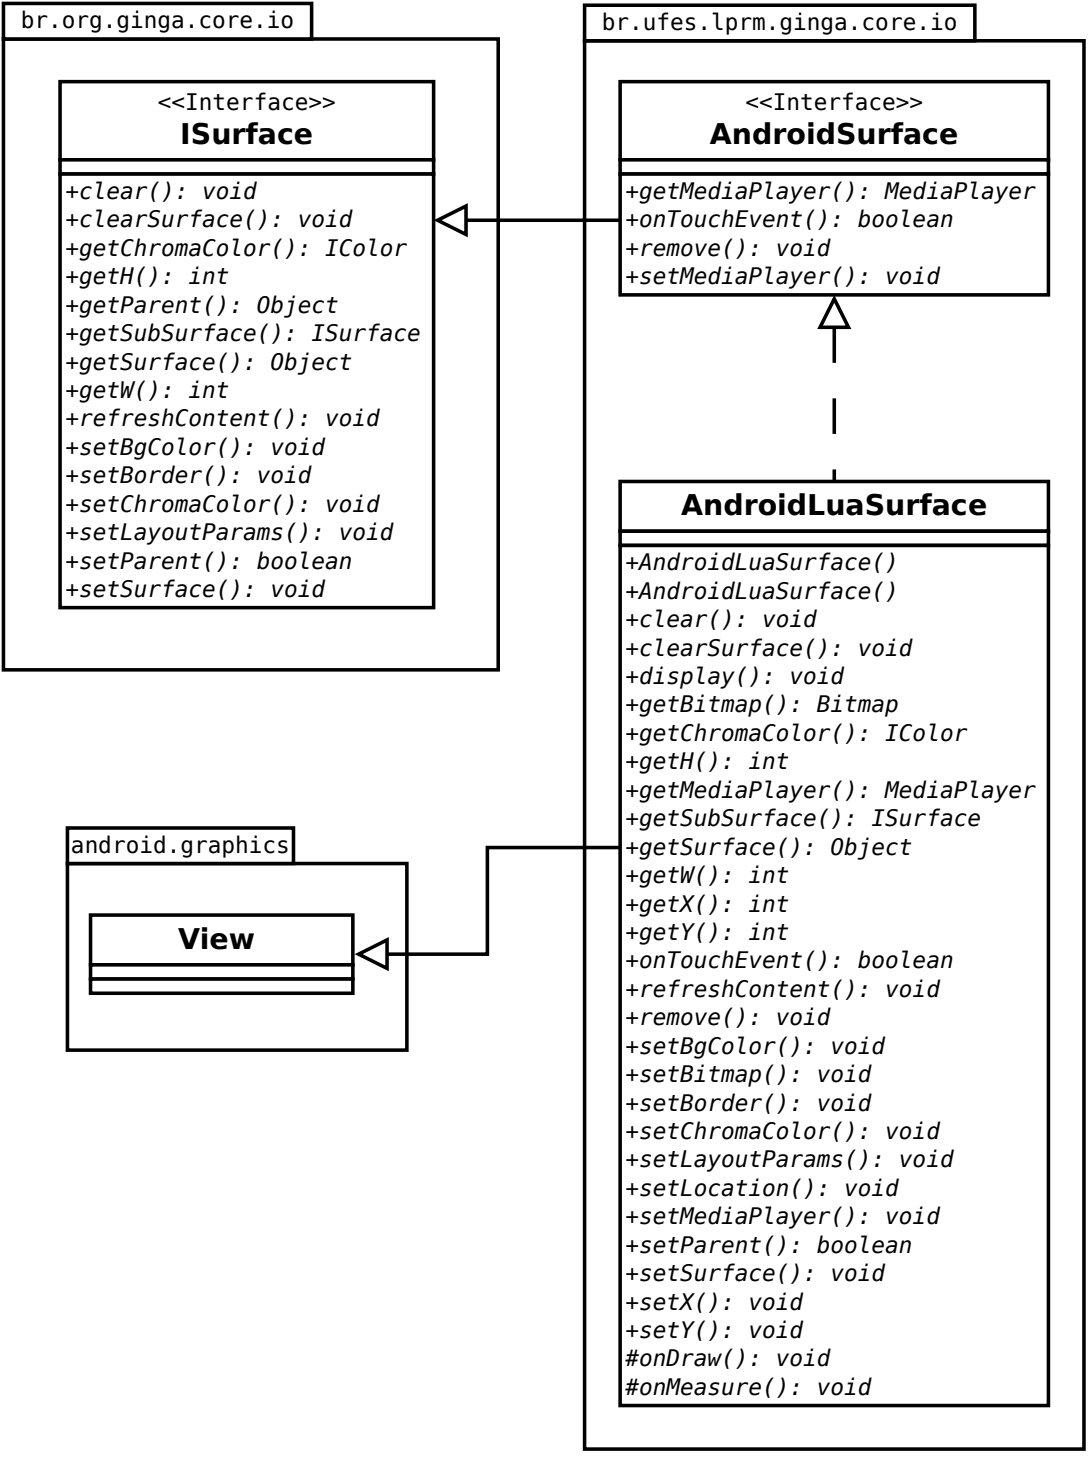 br.org.ginga.core.io
<<Interface>>
ISurface
+clear(): void
+clearSurface(): void
+getChromaColor(): IColor
+getH(): int
+getParent(): Object
+getSubSurface(): ISurface
+getSurface(): Object
+getW(): int
+refreshContent(): void
+setBgColor(): void
+setBorder(): void
+setChromaColor(): void
+setLayoutParams(): void
+setParent(): boolean
+setSurface(): void
br.ufes.lprm.ginga.core.io
<<Interface>>
AndroidSurface
+getMediaPlayer(): MediaPlayer
+onTouchEvent(): boolean
+remove(): void
+setMediaPlayer(): void
AndroidLuaSurface
+AndroidLuaSurface()
+AndroidLuaSurface()
+clear(): void
+clearSurface(): void
+display(): void
+getBitmap(): Bitmap
+getChromaColor(): IColor
+getH(): int
+getMediaPlayer(): MediaPlayer
+getSubSurface(): ISurface
+getSurface(): Object
+getW(): int
+getX(): int
+getY(): int
+onTouchEvent(): boolean
+refreshContent(): void
+remove(): void
+setBgColor(): void
+setBitmap(): void
+setBorder(): void
+setChromaColor(): void
+setLayoutParams(): void
+setLocation(): void
+setMediaPlayer(): void
+setParent(): boolean
+setSurface(): void
+setX(): void
+setY(): void
#onDraw(): void
#onMeasure(): void
android.graphics
View